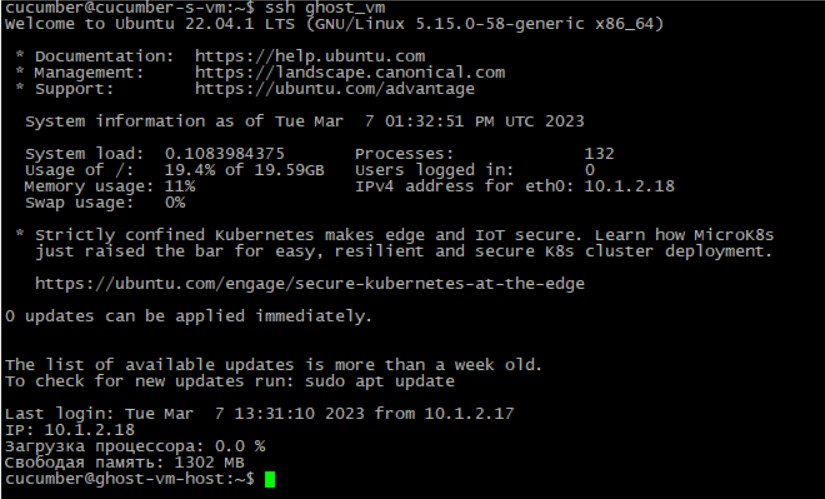 cucumber@cucumber-s-vm:~$ ssh ghost_vm
Welcome to Ubuntu 22.04.1 LTS (GNU/Linux 5.15.0-58-generic x86_64)
* Documentation:  https://help.ubuntu.com
* Management:     https://landscape.canonical.com
* Support:        https://ubuntu.com/advantage
System information as of Tue Mar  7 01:32:51 PM UTC 2023
System load:  0.1083984375       Processes:             132
Usage of /:   19.4% of 19.59GB   Users logged in:       0
Memory usage: 11%                IPv4 address for eth0: 10.1.2.18
Swap usage:   0%
* Strictly confined Kubernetes makes edge and IoT secure. Learn how MicroK8s
just raised the bar for easy, resilient and secure K8s cluster deployment.
https://ubuntu.com/engage/secure-kubernetes-at-the-edge
0 updates can be applied immediately.
The list of available updates is more than a week old.
To check for new updates run: sudo apt update
Last login: Tue Mar  7 13:31:10 2023 from 10.1.2.17
IP: 10.1.2.18
Загрузка процессора: 0.0 %
Свободая память: 1302 MB
cucumber@ghost-vm-host:~$